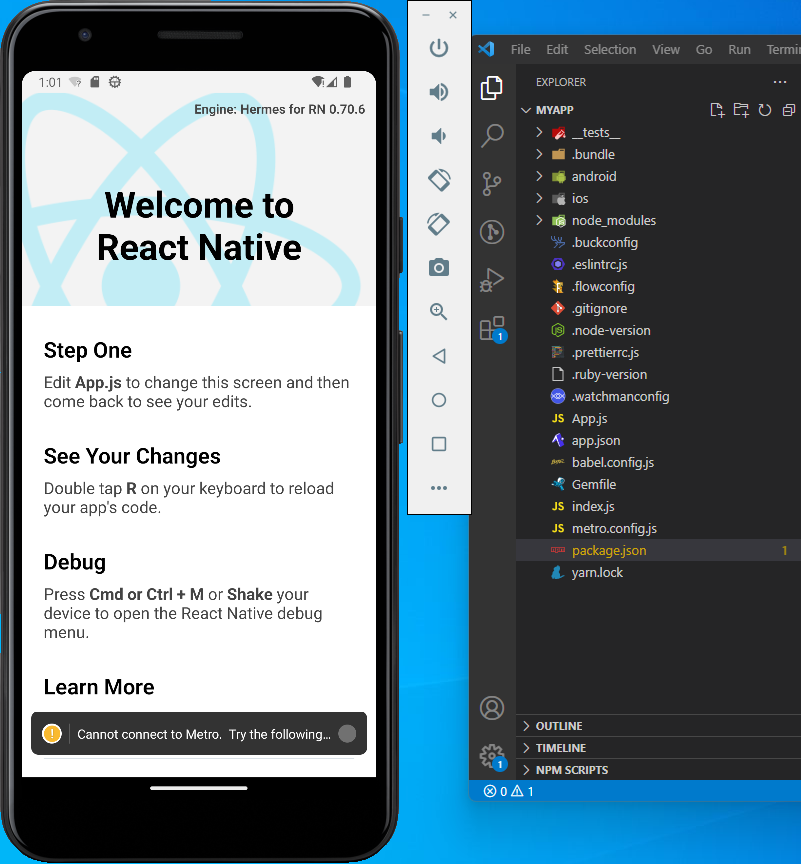 1:01
Engine: Hermes for RN 0.70.6
Welcome to
React Native
Step One
Edit App.js to change this screen and then
come back to see your edits.
See Your Changes
Double tap R on your keyboard to reload
your app's code.
Debug
Press Cmd or Ctrl + M or Shake your
device to open the React Native debug
menu.
Learn More
! Cannot connect to Metro. Try the following...
File Edit Selection View Go Run Termin
EXPLORER
MYAPP
__tests__
.bundle
android
ios
node_modules
.buckconfig
.eslintrc.js
.flowconfig
.gitignore
.node-version
.prettierrc.js
.ruby-version
.watchmanconfig
JS App.js
app.json
babel.config.js
Gemfile
JS index.js
JS metro.config.js
package.json 1
yarn.lock
1
1
OUTLINE
TIMELINE
NPM SCRIPTS
0 1